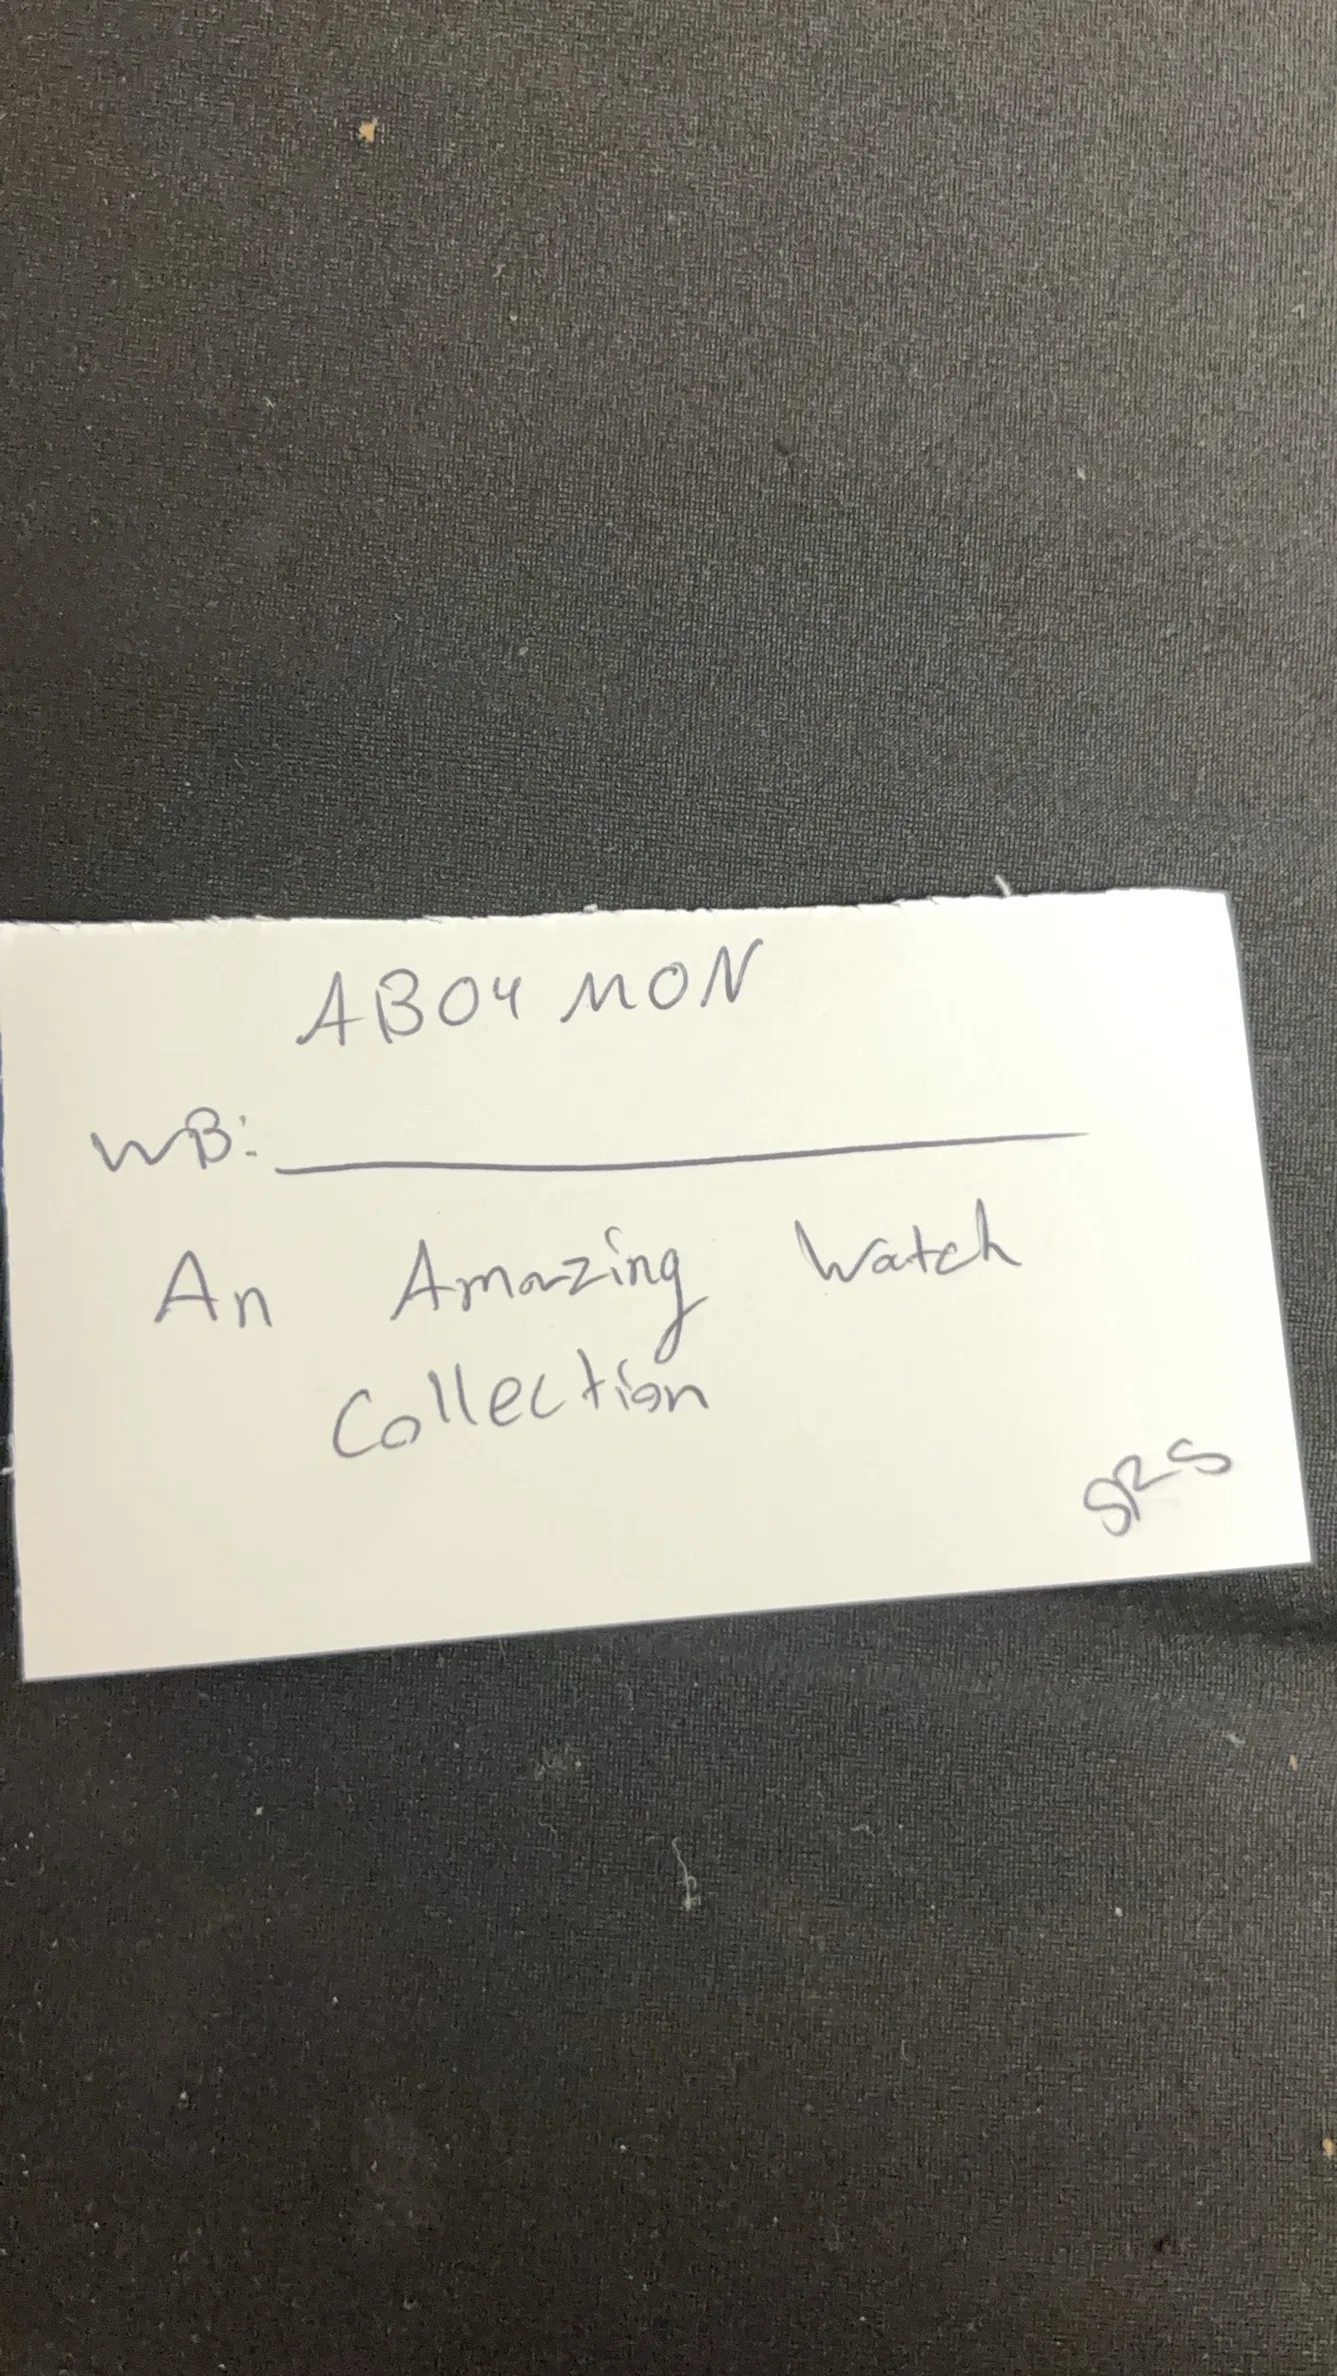 AB04 MON
WB:
An Amazing Watch
Collection
SRS